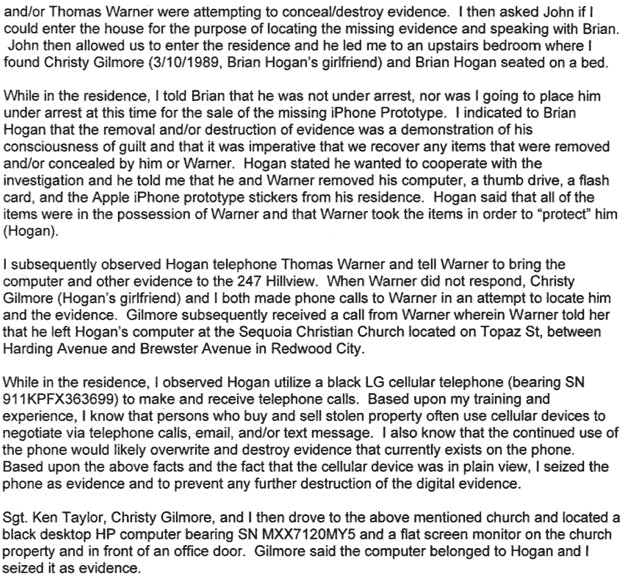 and/or Thomas Warner were attempting to conceal/destroy evidence.  I then asked John if I
could enter the house for the purpose of locating the missing evidence and speaking with Brian.
John then allowed us to enter the residence and he led me to an upstairs bedroom where I
found Christy Gilmore (3/10/1989, Brian Hogan's girlfriend) and Brian Hogan seated on a bed.

While in the residence, I told Brian that he was not under arrest, nor was I going to place him
under arrest at this time for the sale of the missing iPhone Prototype.  I indicated to Brian
Hogan that the removal and/or destruction of evidence was a demonstration of his
consciousness of guilt and that it was imperative that we recover any items that were removed
and/or concealed by him or Warner.  Hogan stated he wanted to cooperate with the
investigation and he told me that he and Warner removed his computer, a thumb drive, a flash
card, and the Apple iPhone prototype stickers from his residence.  Hogan said that all of the
items were in the possession of Warner and that Warner took the items in order to "protect" him
(Hogan).

I subsequently observed Hogan telephone Thomas Warner and tell Warner to bring the
computer and other evidence to the 247 Hillview.  When Warner did not respond, Christy
Gilmore (Hogan's girlfriend) and I both made phone calls to Warner in an attempt to locate him
and the evidence.  Gilmore subsequently received a call from Warner wherein Warner told her
that he left Hogan's computer at the Sequoia Christian Church located on Topaz St, between
Harding Avenue and Brewster Avenue in Redwood City.

While in the residence, I observed Hogan utilize a black LG cellular telephone (bearing SN
911KPFX363699) to make and receive telephone calls.  Based upon my training and
experience, I know that persons who buy and sell stolen property often use cellular devices to
negotiate via telephone calls, email, and/or text message.  I also know that the continued use of
the phone would likely overwrite and destroy evidence that currently exists on the phone.
Based upon the above facts and the fact that the cellular device was in plain view, I seized the
phone as evidence and to prevent any further destruction of the digital evidence.

Sgt. Ken Taylor, Christy Gilmore, and I then drove to the above mentioned church and located a
black desktop HP computer bearing SN MXX7120MY5 and a flat screen monitor on the church
property and in front of an office door.  Gilmore said the computer belonged to Hogan and I
seized it as evidence.